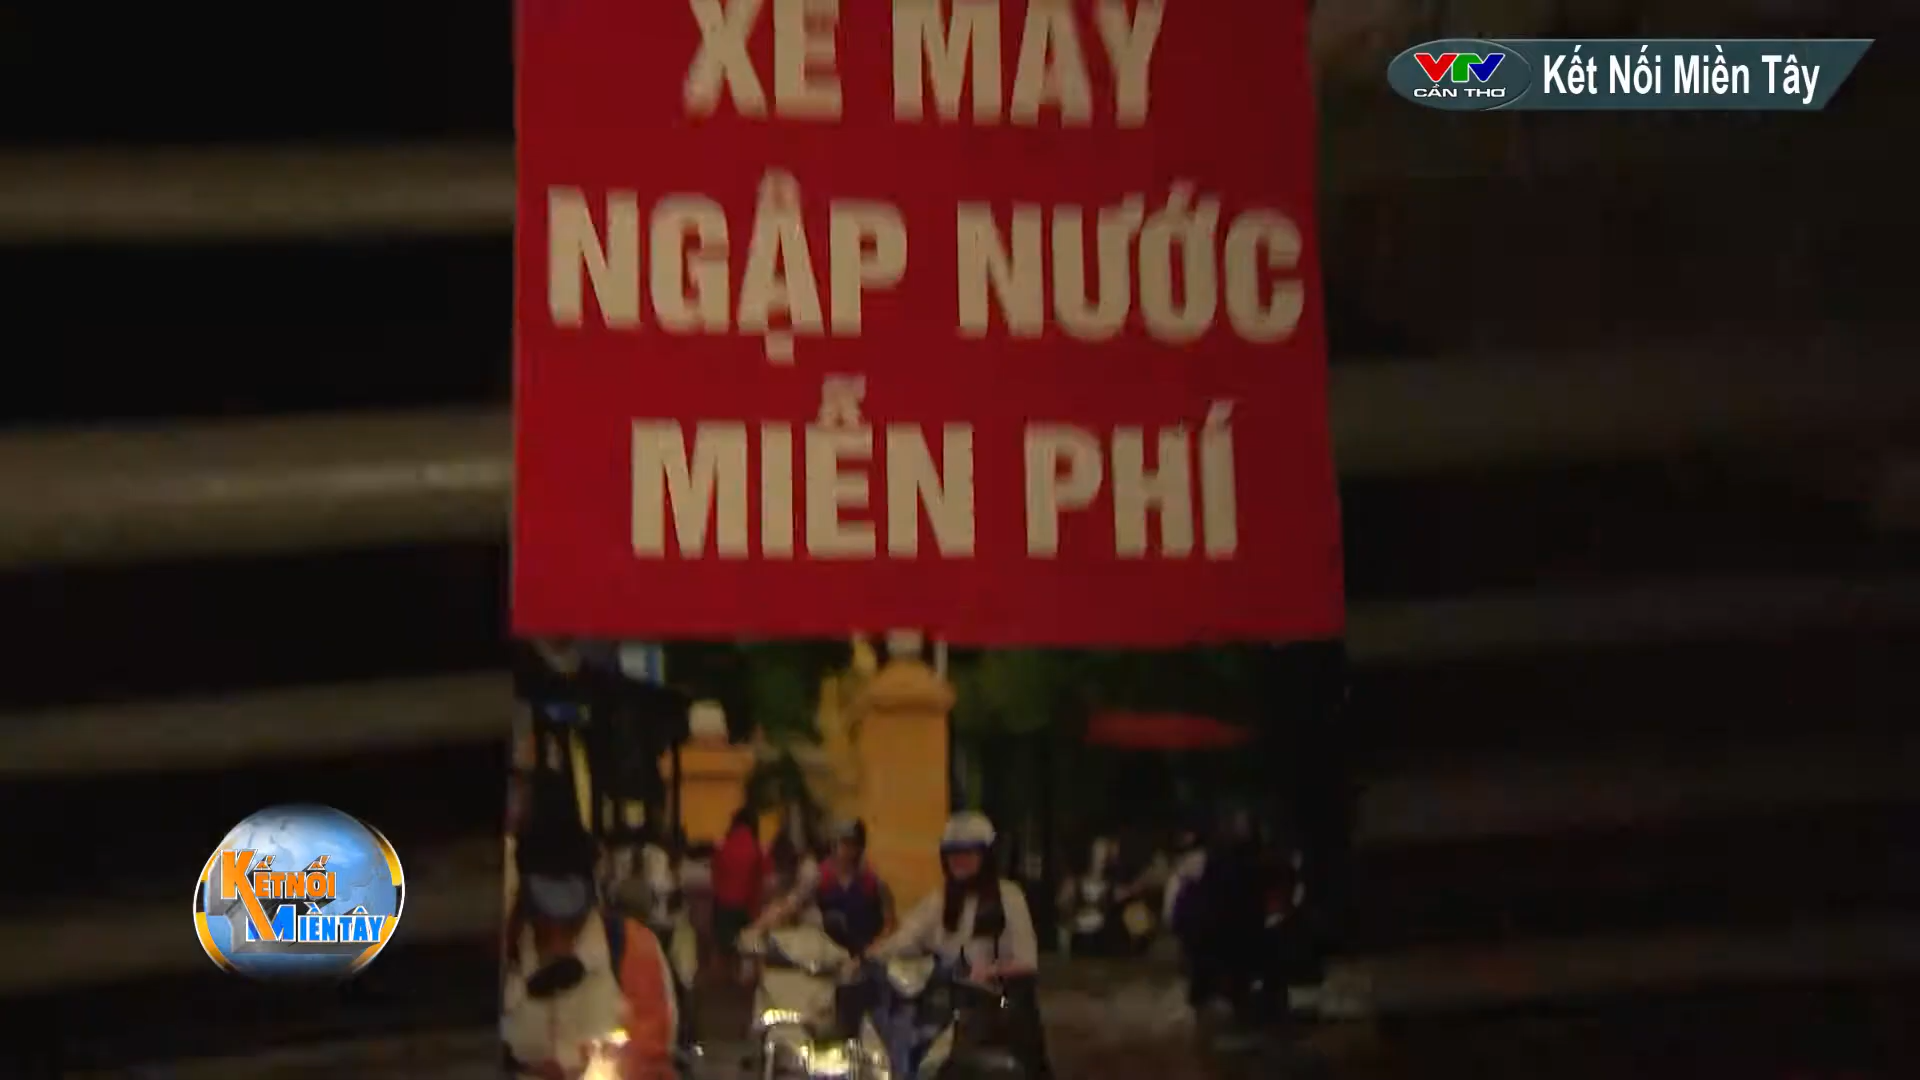 XE MÁY
NGẬP NƯỚC
MIỄN PHÍ
VTV
CẦN THƠ
Kết Nối Miền Tây
KẾT NỐI
MIỀN TÂY